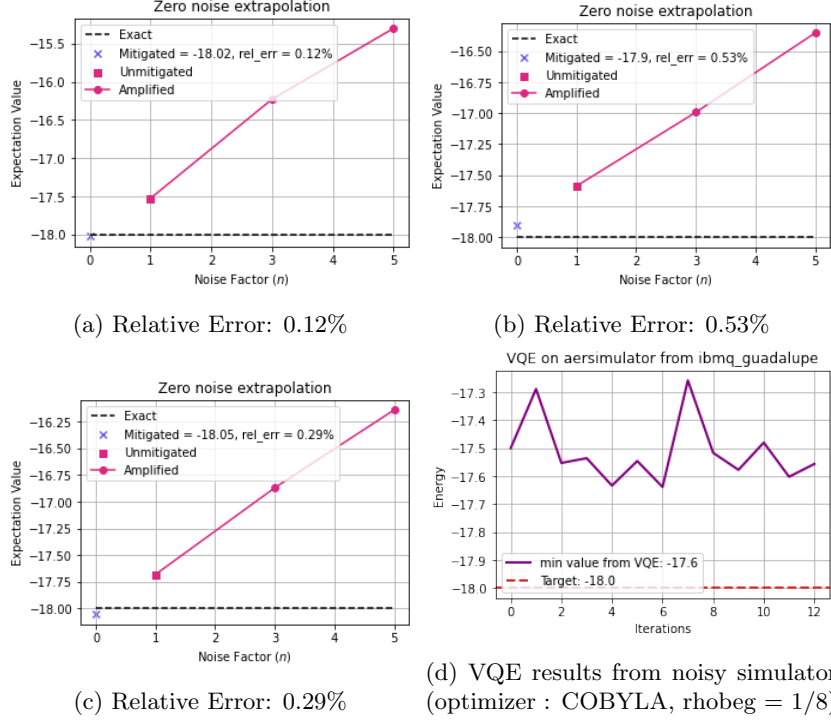 Zero noise extrapolation
Exact
Mitigated = -18.02, rel_err = 0.12%
Unmitigated
Amplified
Expectation Value
−15.5
−16.0
−16.5
−17.0
−17.5
−18.0
0 1 2 3 4 5
Noise Factor (n)
(a) Relative Error: 0.12%
Zero noise extrapolation
Exact
Mitigated = -17.9, rel_err = 0.53%
Unmitigated
Amplified
Expectation Value
−16.50
−16.75
−17.00
−17.25
−17.50
−17.75
−18.00
0 1 2 3 4 5
Noise Factor (n)
(b) Relative Error: 0.53%
Zero noise extrapolation
Exact
Mitigated = -18.05, rel_err = 0.29%
Unmitigated
Amplified
Expectation Value
−16.25
−16.50
−16.75
−17.00
−17.25
−17.50
−17.75
−18.00
0 1 2 3 4 5
Noise Factor (n)
(c) Relative Error: 0.29%
VQE on aersimulator from ibmq_guadalupe
Energy
−17.3
−17.4
−17.5
−17.6
−17.7
−17.8
−17.9
−18.0
min value from VQE: -17.6
Target: -18.0
0 2 4 6 8 10 12
Iterations
(d) VQE results from noisy simulator
(optimizer : COBYLA, rhobeg = 1/8)